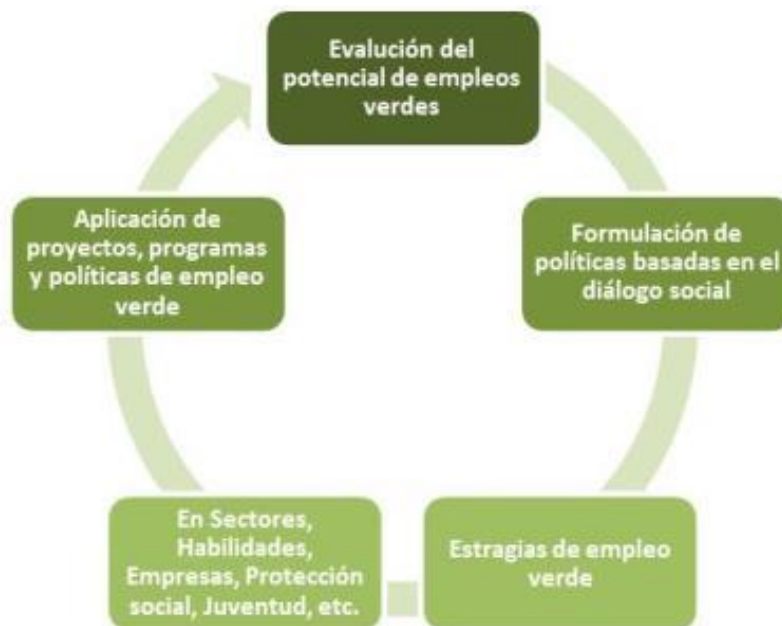 Evalución del
potencial de empleos
verdes
Formulación de
políticas basadas en el
diálogo social
Estragias de empleo
verde
En Sectores,
Habilidades,
Empresas, Protección
social, Juventud, etc.
Aplicación de
proyectos, programas
y políticas de empleo
verde